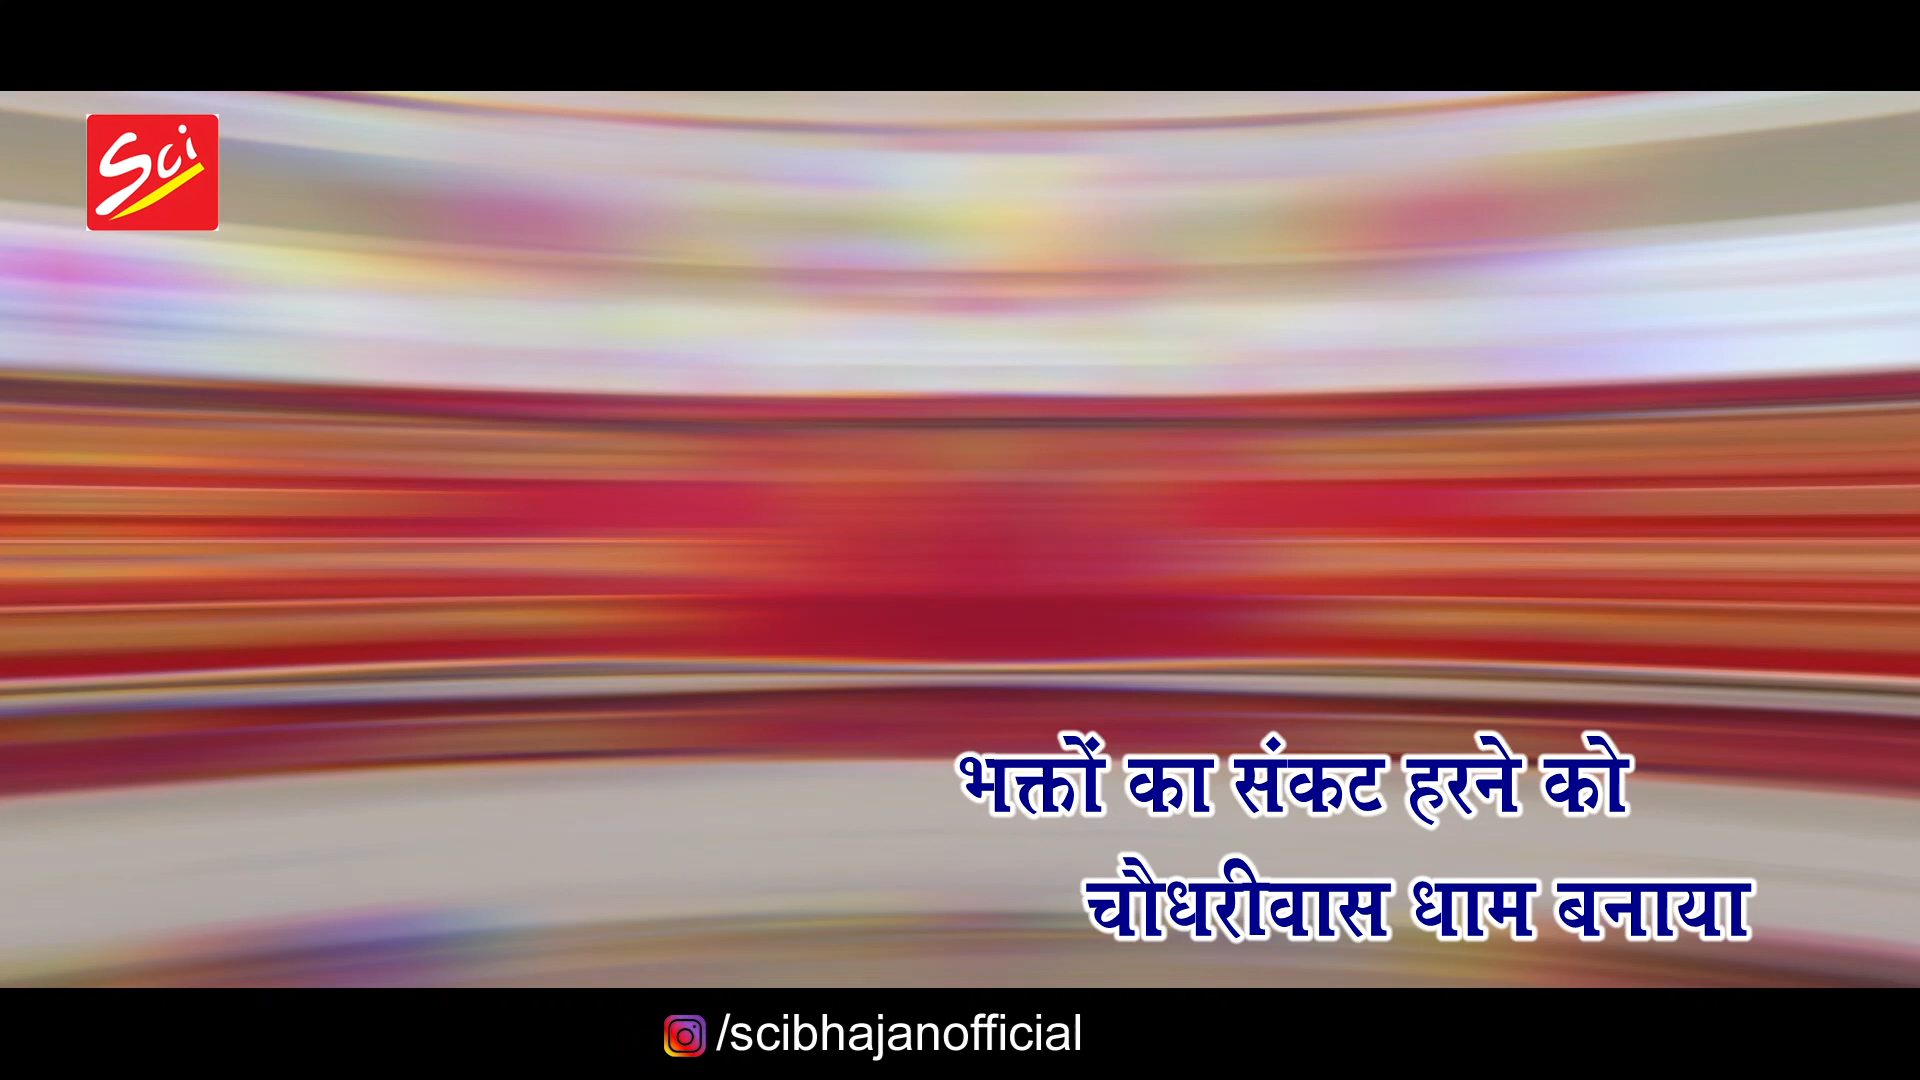 Sci
भक्तों का संकट हरने को
चौधरीवास धाम बनाया
/scibhajanofficial